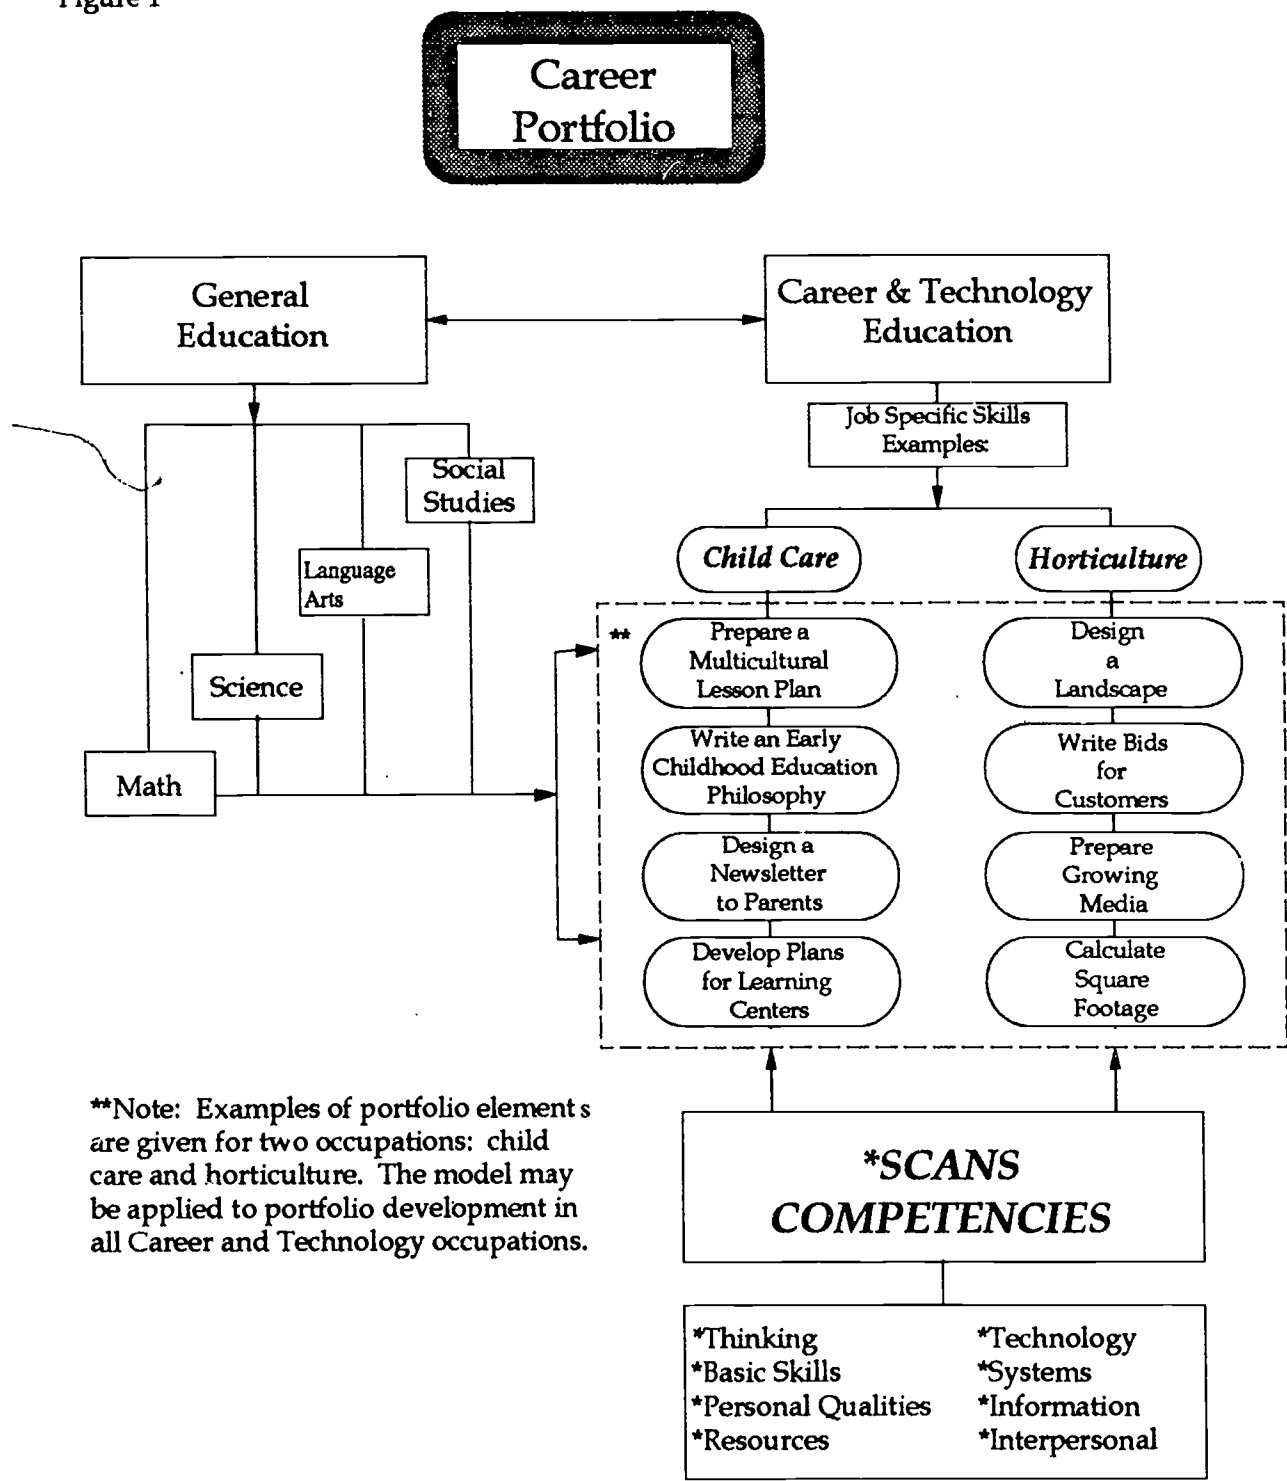 Figure 1
Career
Portfolio
General
Education
Career & Technology
Education
Job Specific Skills
Examples:
Social
Studies
Language
Arts
Science
Math
Child Care
Horticulture
**
Prepare a
Multicultural
Lesson Plan
Write an Early
Childhood Education
Philosophy
Design a
Newsletter
to Parents
Develop Plans
for Learning
Centers
Design
a
Landscape
Write Bids
for
Customers
Prepare
Growing
Media
Calculate
Square
Footage
**Note: Examples of portfolio elements
are given for two occupations: child
care and horticulture. The model may
be applied to portfolio development in
all Career and Technology occupations.
*SCANS
COMPETENCIES
*Thinking
*Basic Skills
*Personal Qualities
*Resources
*Technology
*Systems
*Information
*Interpersonal